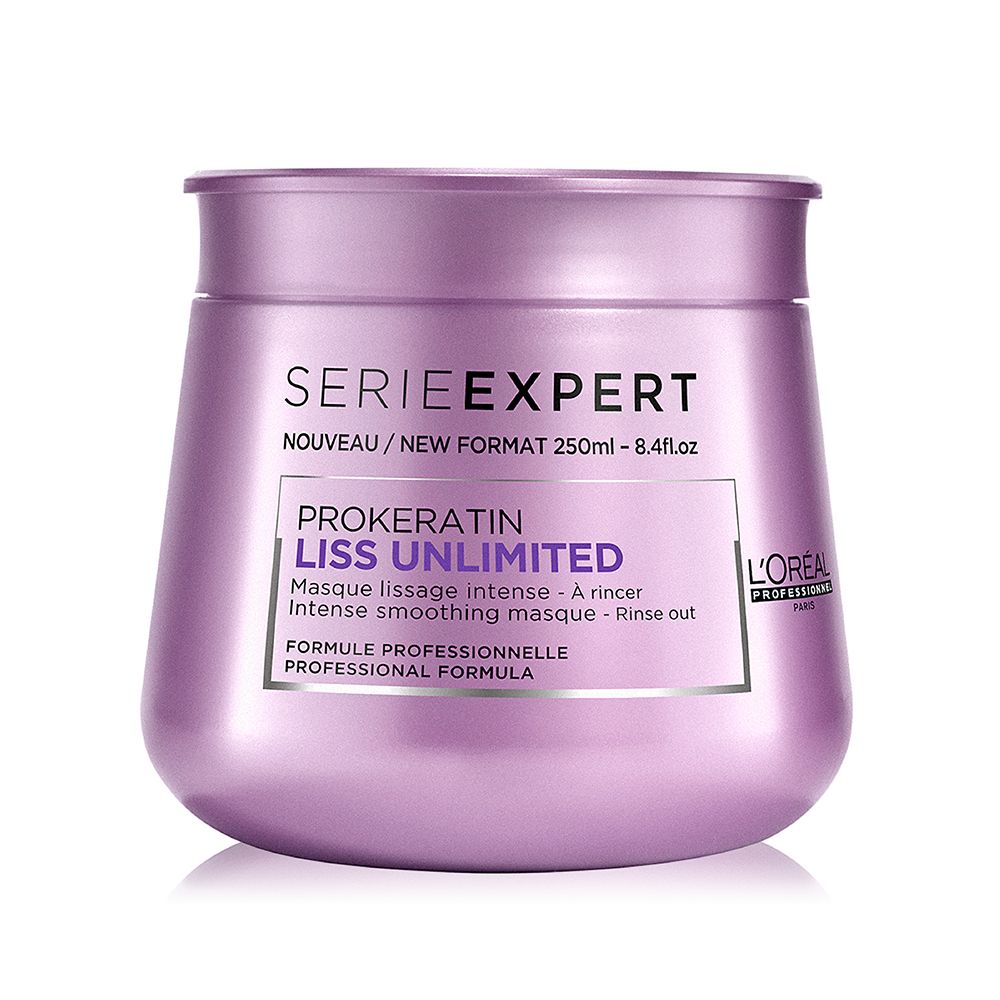 SERIEEXPERT
NOUVEAU / NEW FORMAT 250ml - 8.4fl.oz
PROKERATIN
LISS UNLIMITED
Masque lissage intense - À rincer
Intense smoothing masque - Rinse out
FORMULE PROFESSIONNELLE
PROFESSIONAL FORMULA
L'ORÉAL
PROFESSIONNEL
PARIS